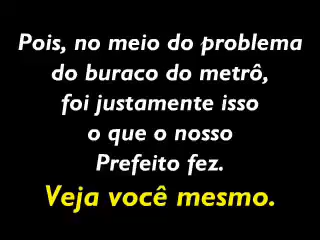 Pois, no meio do problema
do buraco do metrô,
foi justamente isso
o que o nosso
Prefeito fez.
Veja você mesmo.